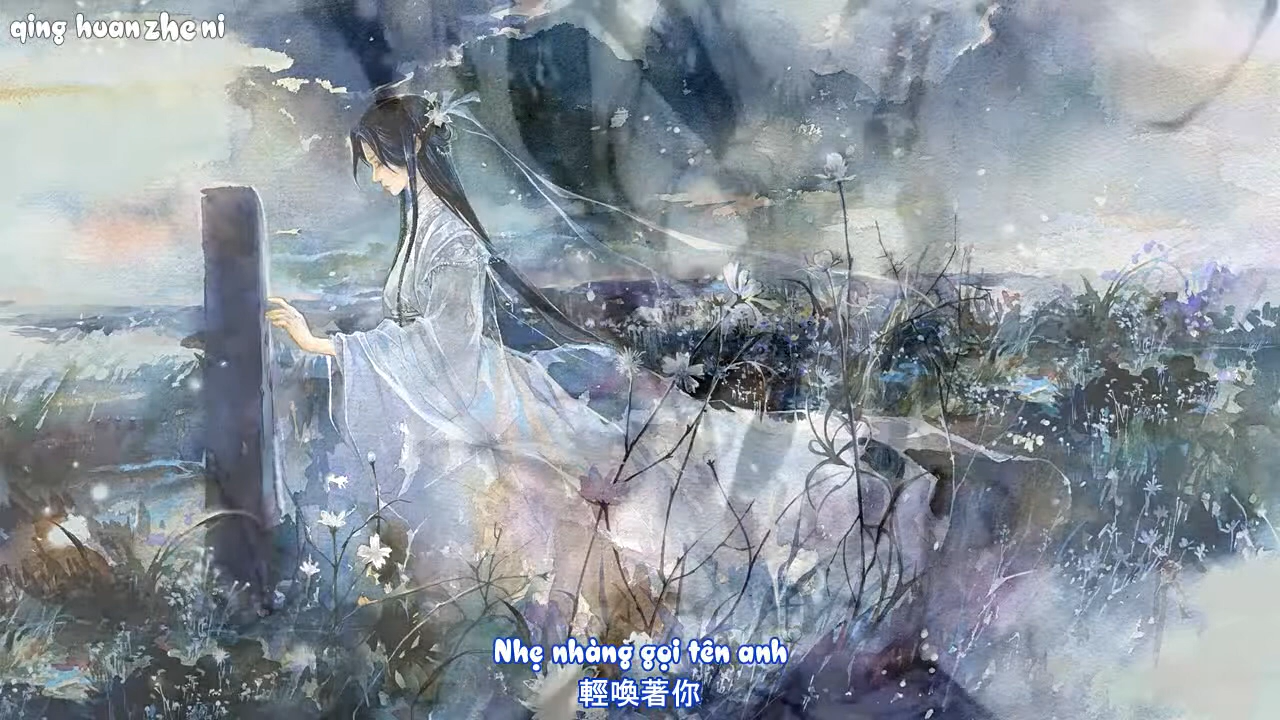 qing huan zhe ni
Nhẹ nhàng gọi tên anh
輕喚著你